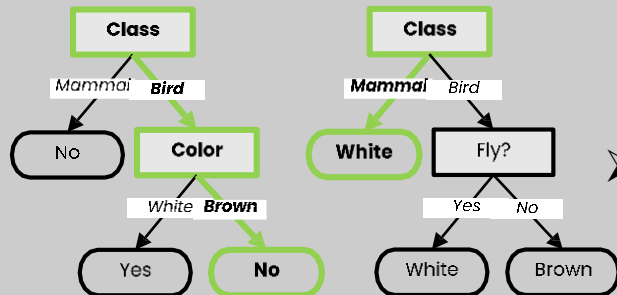 Class
Mammal Bird
No
Color
White Brown
Yes
No
Class
Mammal Bird
White
Fly?
Yes No
White
Brown